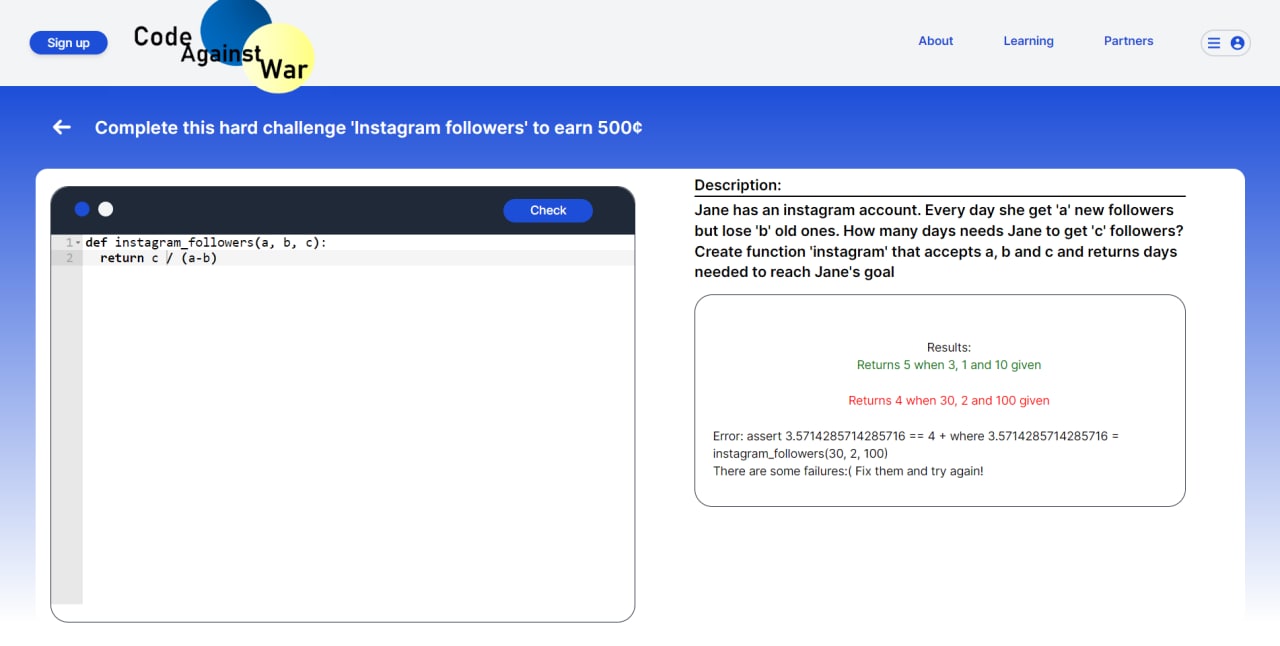 Sign up
Code
Against
War
About
Learning
Partners
Complete this hard challenge 'Instagram followers' to earn 500¢
Check
1 def instagram_followers(a, b, c):
2 return c / (a-b)
Description:
Jane has an instagram account. Every day she get 'a' new followers
but lose 'b' old ones. How many days needs Jane to get 'c' followers?
Create function 'instagram' that accepts a, b and c and returns days
needed to reach Jane's goal
Results:
Returns 5 when 3, 1 and 10 given
Returns 4 when 30, 2 and 100 given
Error: assert 3.5714285714285716 == 4 + where 3.5714285714285716 =
instagram_followers(30, 2, 100)
There are some failures:( Fix them and try again!